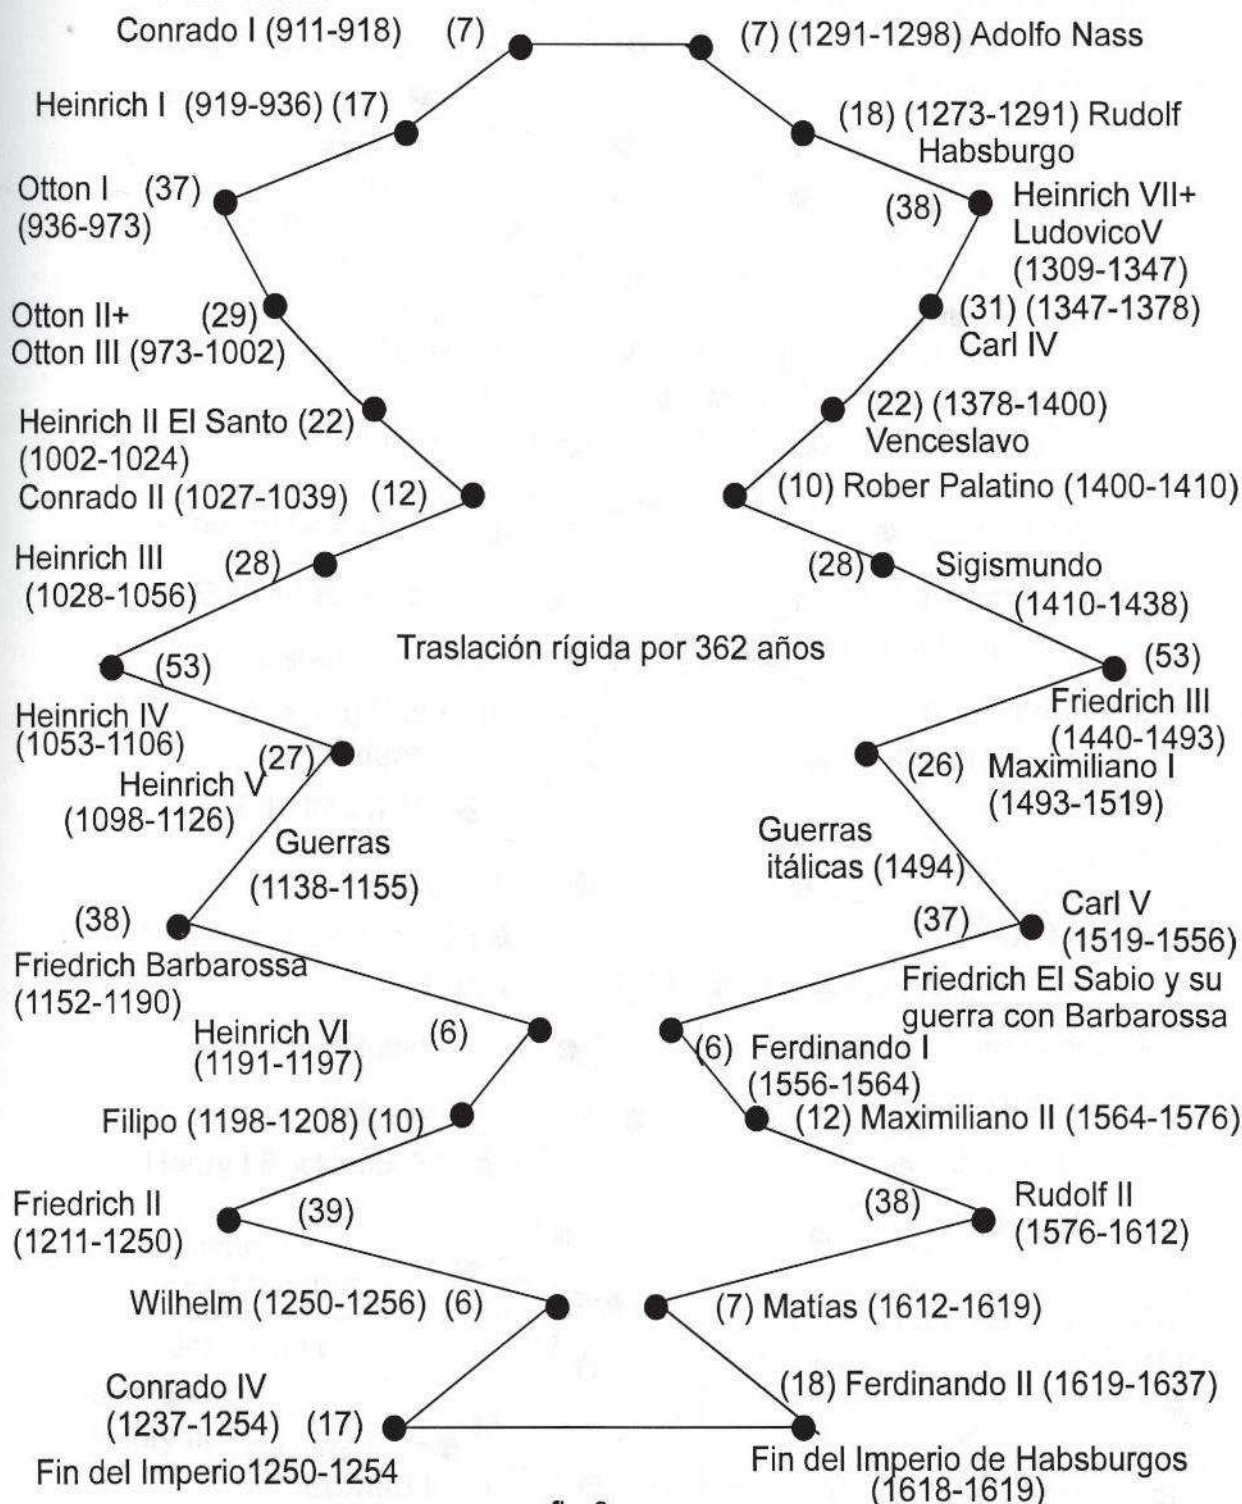 Conrado I (911-918) (7)
(7) (1291-1298) Adolfo Nass
Heinrich I (919-936) (17)
(18) (1273-1291) Rudolf
Habsburgo
Otton I (37)
(936-973)
(38) Heinrich VII+
LudovicoV
(1309-1347)
Otton II+ (29)
Otton III (973-1002)
(31) (1347-1378)
Carl IV
Heinrich II El Santo (22)
(1002-1024)
(22) (1378-1400)
Venceslavo
Conrado II (1027-1039) (12)
(10) Rober Palatino (1400-1410)
Heinrich III (28)
(1028-1056)
(28) Sigismundo
(1410-1438)
Traslación rígida por 362 años
(53)
Heinrich IV
(1053-1106)
(53)
Friedrich III
(1440-1493)
(27)
Heinrich V
(1098-1126)
(26) Maximiliano I
(1493-1519)
Guerras
(1138-1155)
Guerras
itálicas (1494)
(38)
Friedrich Barbarossa
(1152-1190)
(37) Carl V
(1519-1556)
Friedrich El Sabio y su
guerra con Barbarossa
Heinrich VI (6)
(1191-1197)
(6) Ferdinando I
(1556-1564)
Filipo (1198-1208) (10)
(12) Maximiliano II (1564-1576)
Friedrich II (39)
(1211-1250)
(38) Rudolf II
(1576-1612)
Wilhelm (1250-1256) (6)
(7) Matías (1612-1619)
Conrado IV
(1237-1254) (17)
(18) Ferdinando II (1619-1637)
Fin del Imperio1250-1254
Fin del Imperio de Habsburgos
(1618-1619)